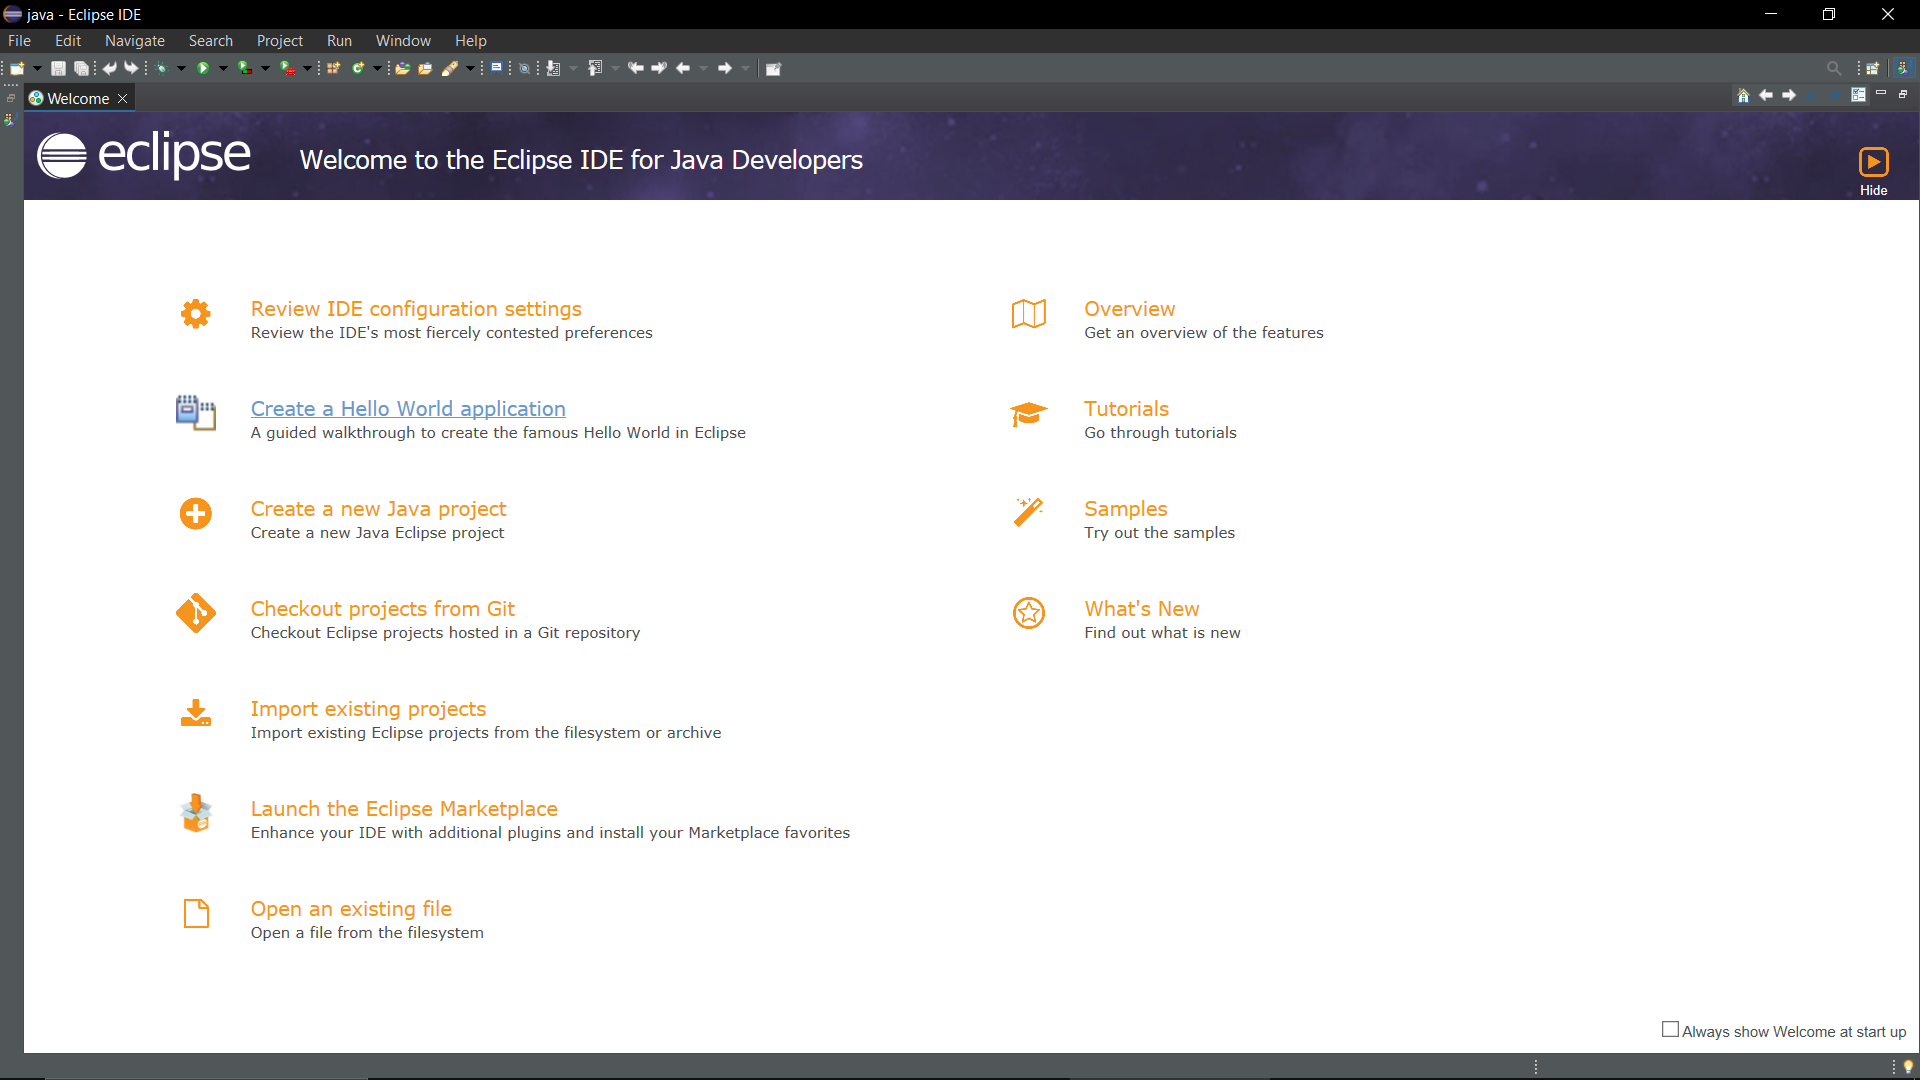 java - Eclipse IDE
File Edit Navigate Search Project Run Window Help
Welcome
eclipse
Welcome to the Eclipse IDE for Java Developers
Hide
Review IDE configuration settings
Review the IDE's most fiercely contested preferences
Create a Hello World application
A guided walkthrough to create the famous Hello World in Eclipse
Create a new Java project
Create a new Java Eclipse project
Checkout projects from Git
Checkout Eclipse projects hosted in a Git repository
Import existing projects
Import existing Eclipse projects from the filesystem or archive
Launch the Eclipse Marketplace
Enhance your IDE with additional plugins and install your Marketplace favorites
Open an existing file
Open a file from the filesystem
Overview
Get an overview of the features
Tutorials
Go through tutorials
Samples
Try out the samples
What's New
Find out what is new
Always show Welcome at start up